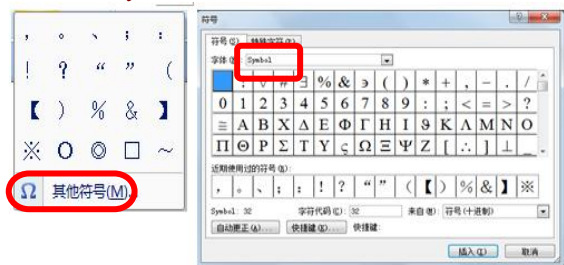 ， 。 、 ； ：
！ ？ “ ” （
【 ） % & 】
※ ○ ◎ □ ～
Ω 其他符号(M)...
符号
符号(S) 特殊字符(P)
字体(F): Symbol
! ∀ # ∃ % & ∍ ( ) * + , − . /
0 1 2 3 4 5 6 7 8 9 : ; < = > ?
≅ Α Β Χ Δ Ε Φ Γ Η Ι ϑ Κ Λ Μ Ν Ο
Π Θ Ρ Σ Τ Υ ς Ω Ξ Ψ Ζ [ ∴ ] ⊥ _
近期使用过的符号(R):
， 。 、 ； ： ！ ？ “ ” （ 【 ） % & 】 ※
Symbol: 32 字符代码(C): 32 来自(M): 符号(十进制)
自动更正(A)... 快捷键(K)... 快捷键:
插入(I) 取消